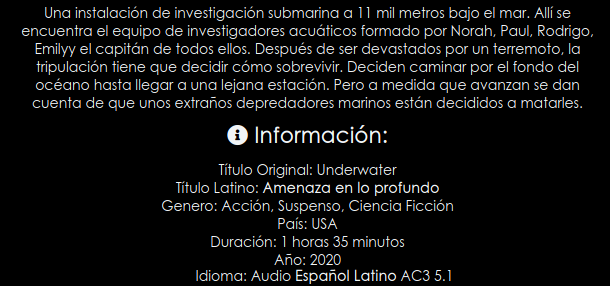 Una instalación de investigación submarina a 11 mil metros bajo el mar. Allí se
encuentra el equipo de investigadores acuáticos formado por Norah, Paul, Rodrigo,
Emilyy el capitán de todos ellos. Después de ser devastados por un terremoto, la
tripulación tiene que decidir cómo sobrevivir. Deciden caminar por el fondo del
océano hasta llegar a una lejana estación. Pero a medida que avanzan se dan
cuenta de que unos extraños depredadores marinos están decididos a matarles.
Información:
Título Original: Underwater
Título Latino: Amenaza en lo profundo
Genero: Acción, Suspenso, Ciencia Ficción
País: USA
Duración: 1 horas 35 minutos
Año: 2020
Idioma: Audio Español Latino AC3 5.1